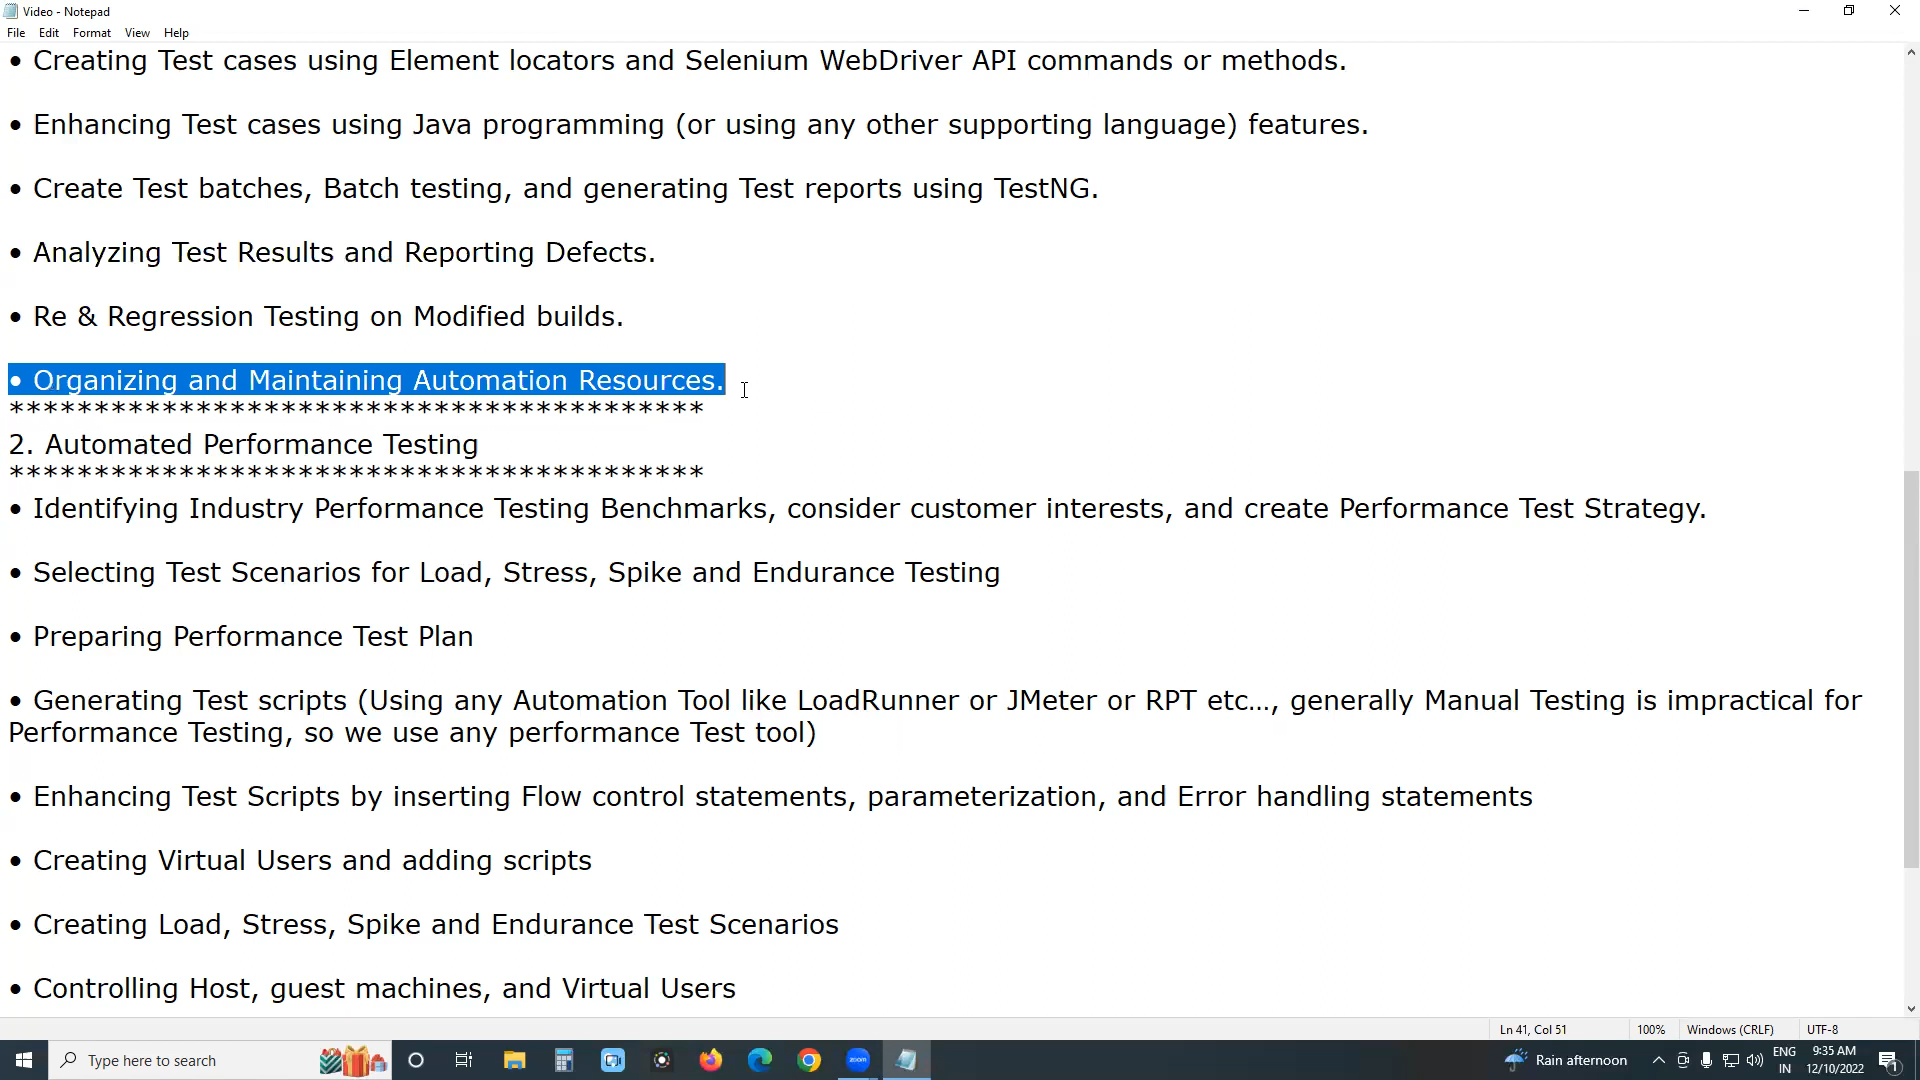 Video - Notepad
File Edit Format View Help
• Creating Test cases using Element locators and Selenium WebDriver API commands or methods.
• Enhancing Test cases using Java programming (or using any other supporting language) features.
• Create Test batches, Batch testing, and generating Test reports using TestNG.
• Analyzing Test Results and Reporting Defects.
• Re & Regression Testing on Modified builds.
• Organizing and Maintaining Automation Resources.
*****************************************
2. Automated Performance Testing
*****************************************
• Identifying Industry Performance Testing Benchmarks, consider customer interests, and create Performance Test Strategy.
• Selecting Test Scenarios for Load, Stress, Spike and Endurance Testing
• Preparing Performance Test Plan
• Generating Test scripts (Using any Automation Tool like LoadRunner or JMeter or RPT etc..., generally Manual Testing is impractical for
Performance Testing, so we use any performance Test tool)
• Enhancing Test Scripts by inserting Flow control statements, parameterization, and Error handling statements
• Creating Virtual Users and adding scripts
• Creating Load, Stress, Spike and Endurance Test Scenarios
• Controlling Host, guest machines, and Virtual Users
Ln 41, Col 51 100% Windows (CRLF) UTF-8
Type here to search
zoom
Rain afternoon
ENG
IN
9:35 AM
12/10/2022
1